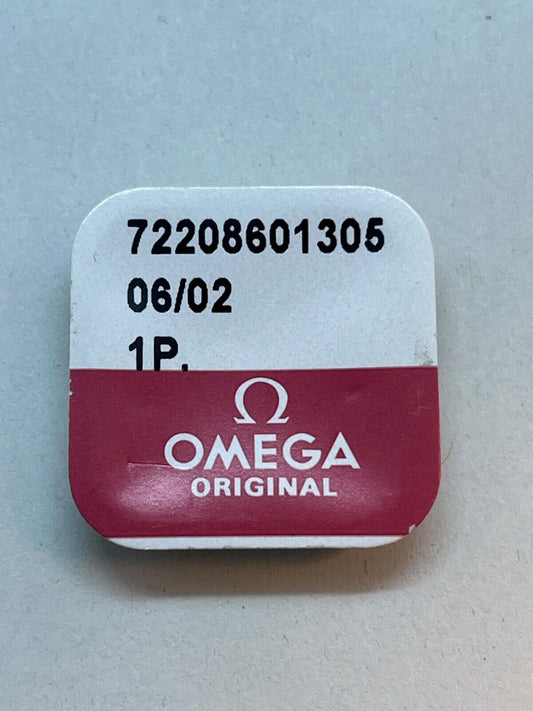 72208601305
06/02
1P.
Ω
OMEGA
ORIGINAL